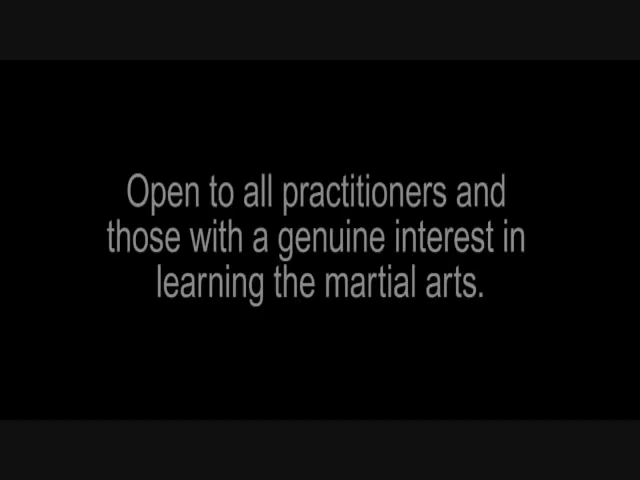 Open to all practitioners and
those with a genuine interest in
learning the martial arts.